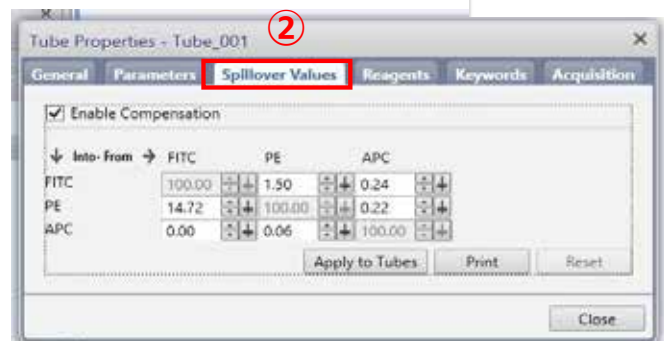 ②
Tube Properties - Tube_001
General Parameters Spillover Values Reagents Keywords Acquisition
Enable Compensation
↓ Into- From → FITC PE APC
FITC 100.00 1.50 0.24
PE 14.72 100.00 0.22
APC 0.00 0.06 100.00
Apply to Tubes Print Reset
Close